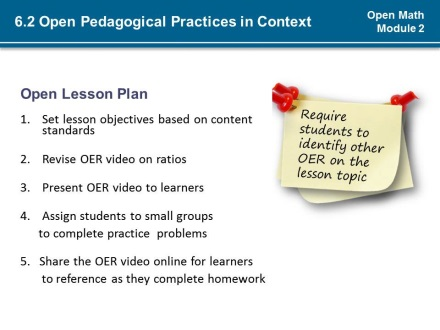 6.2 Open Pedagogical Practices in Context
Open Math
Module 2
Open Lesson Plan
1. Set lesson objectives based on content
standards
2. Revise OER video on ratios
3. Present OER video to learners
4. Assign students to small groups
to complete practice problems
5. Share the OER video online for learners
to reference as they complete homework
Require
students to
identify other
OER on the
lesson topic